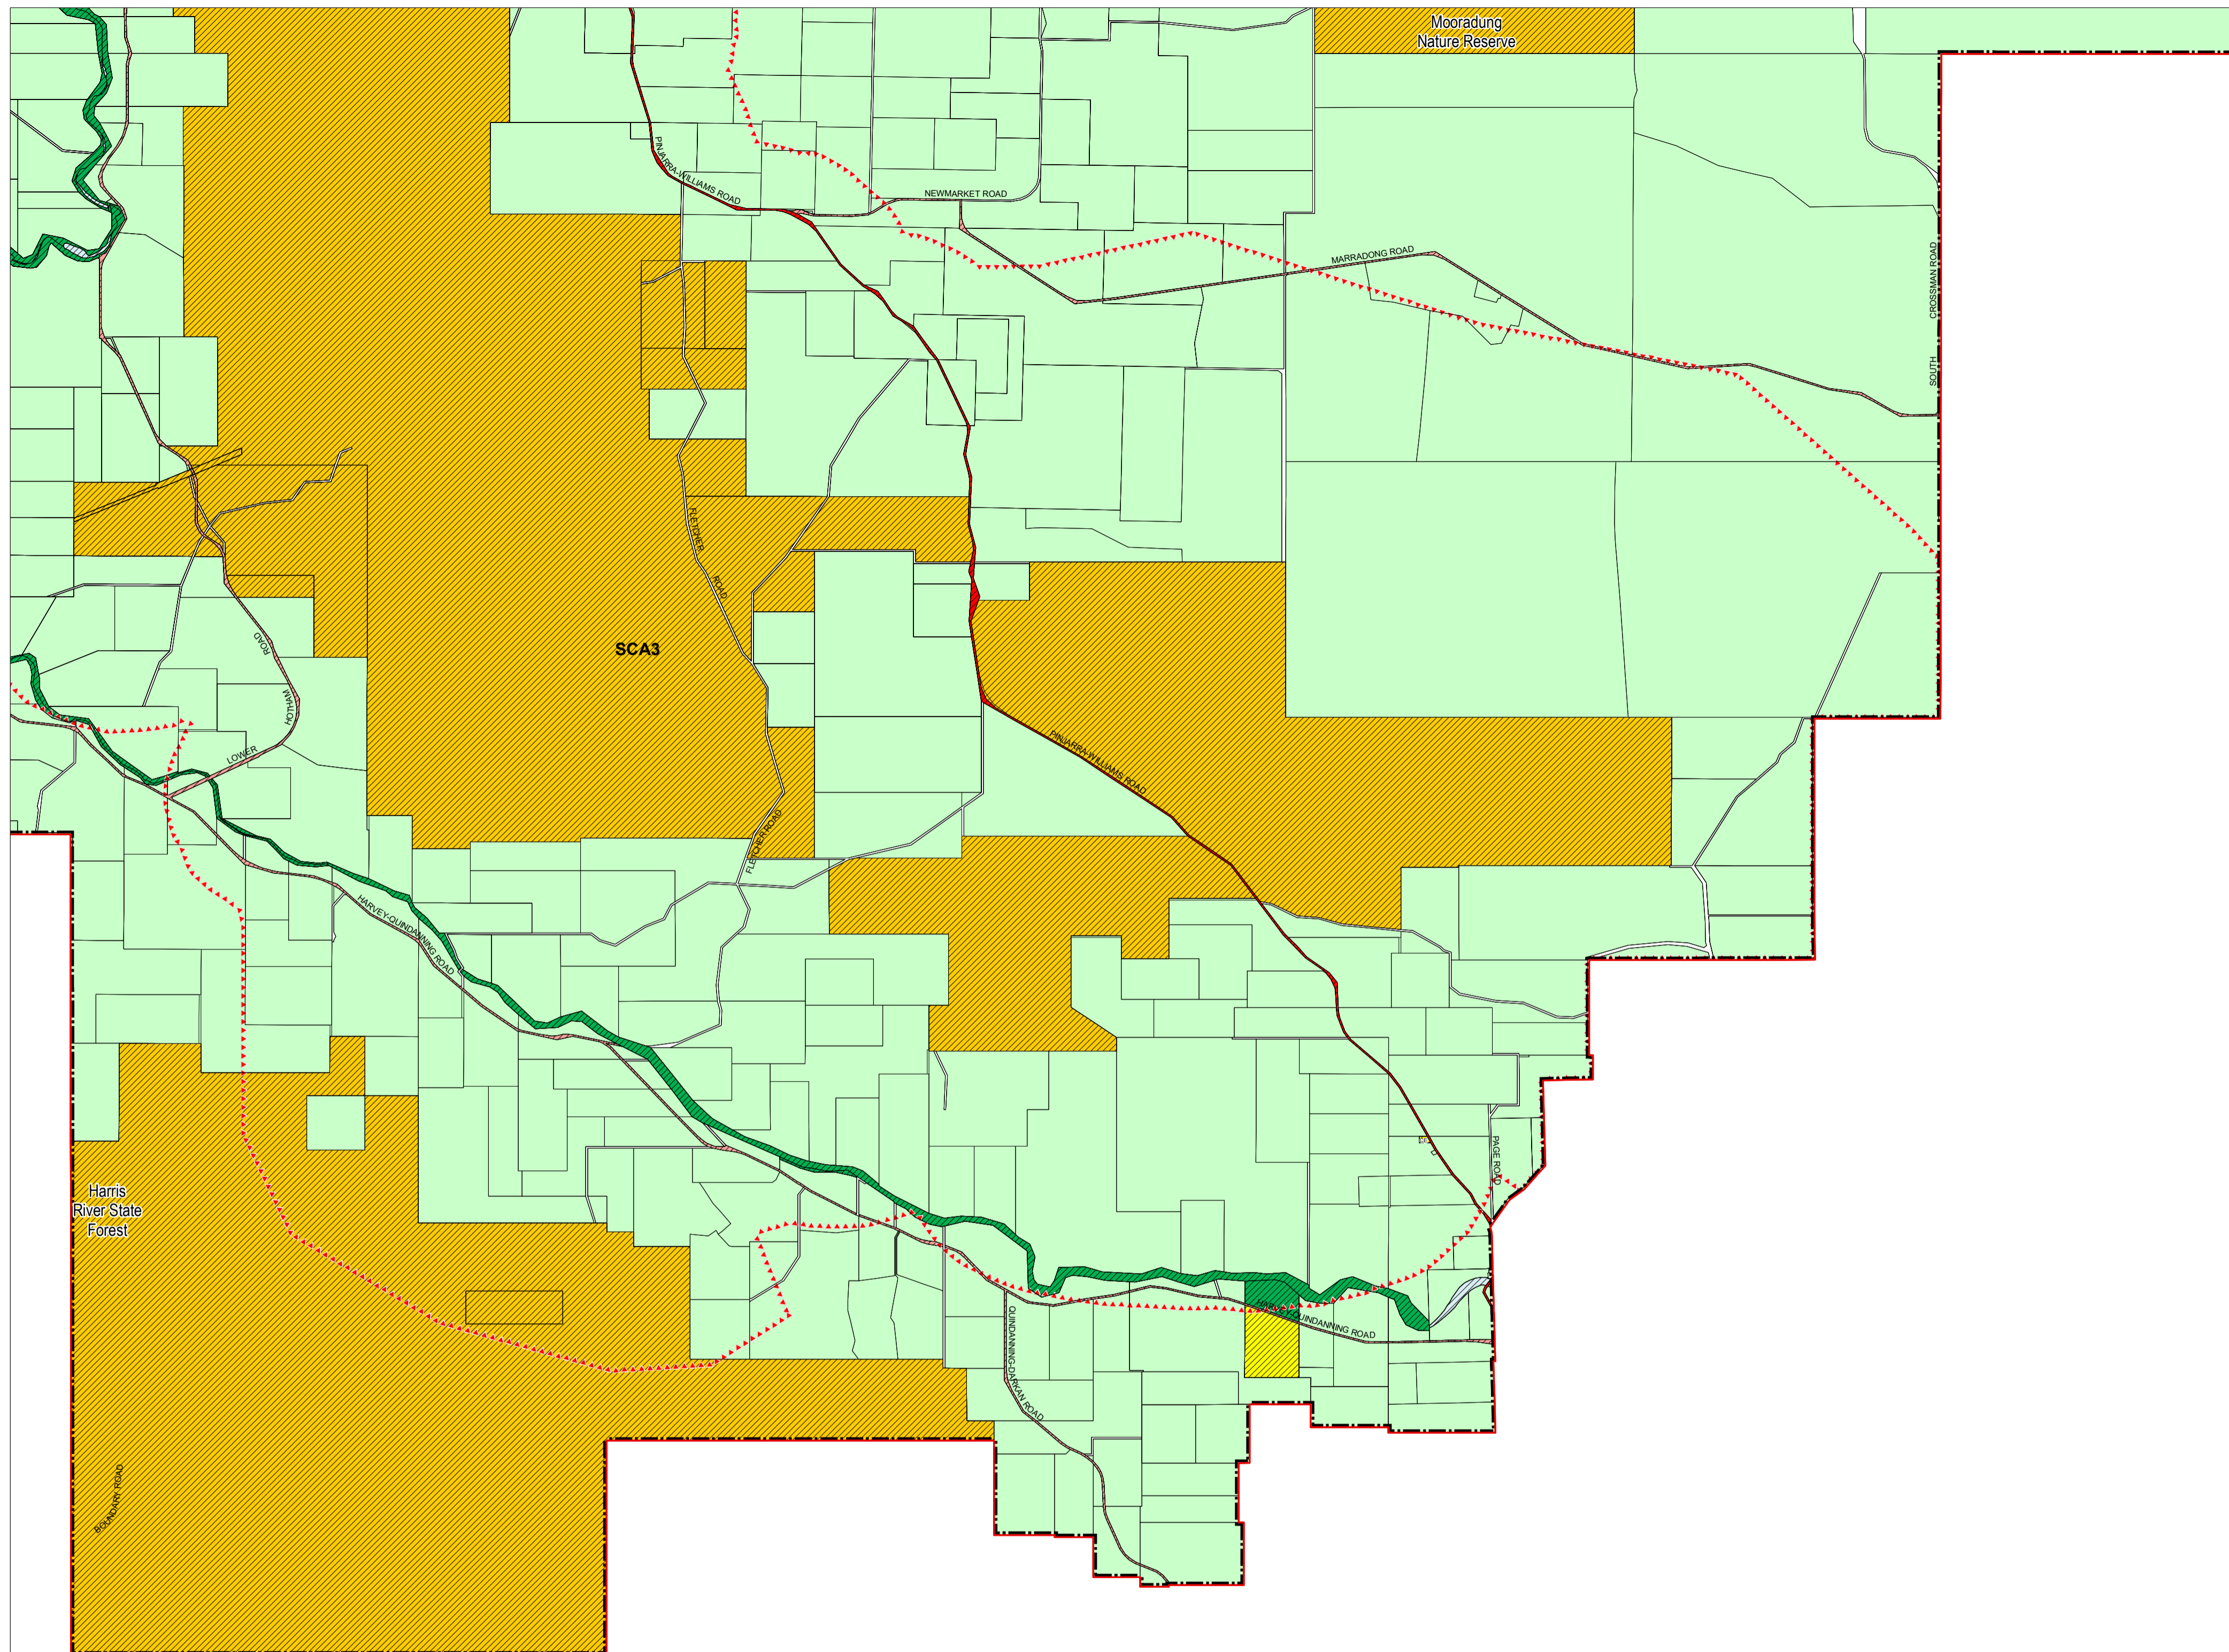 Mooradung
Nature Reserve
PINJARRA-WILLIAMS ROAD
NEWMARKET ROAD
MARRADONG ROAD
SOUTH CROSSMAN ROAD
FLETCHER ROAD
SCA3
LOWER HOTHAM ROAD
PINJARRA-WILLIAMS ROAD
FLETCHER ROAD
HARVEY-QUINDANNING ROAD
PAGE ROAD
Harris
River State
Forest
HARVEY-QUINDANNING ROAD
QUINDANNING-DARKAN ROAD
BOUNDARY ROAD